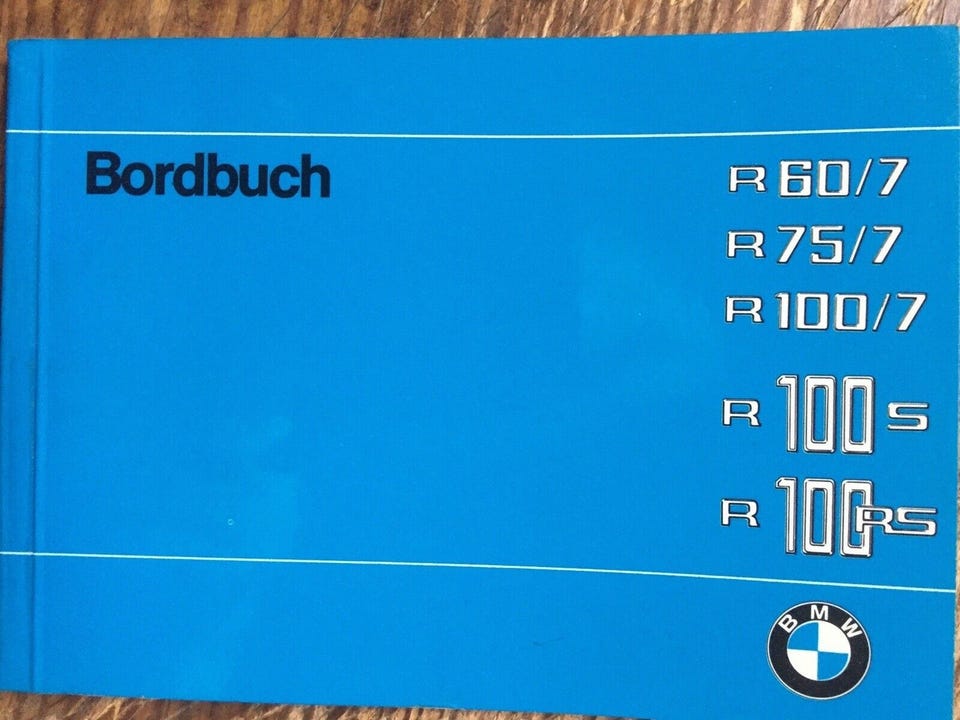 Bordbuch
R 60/7
R 75/7
R 100/7
R 100 S
R 100 RS
BMW